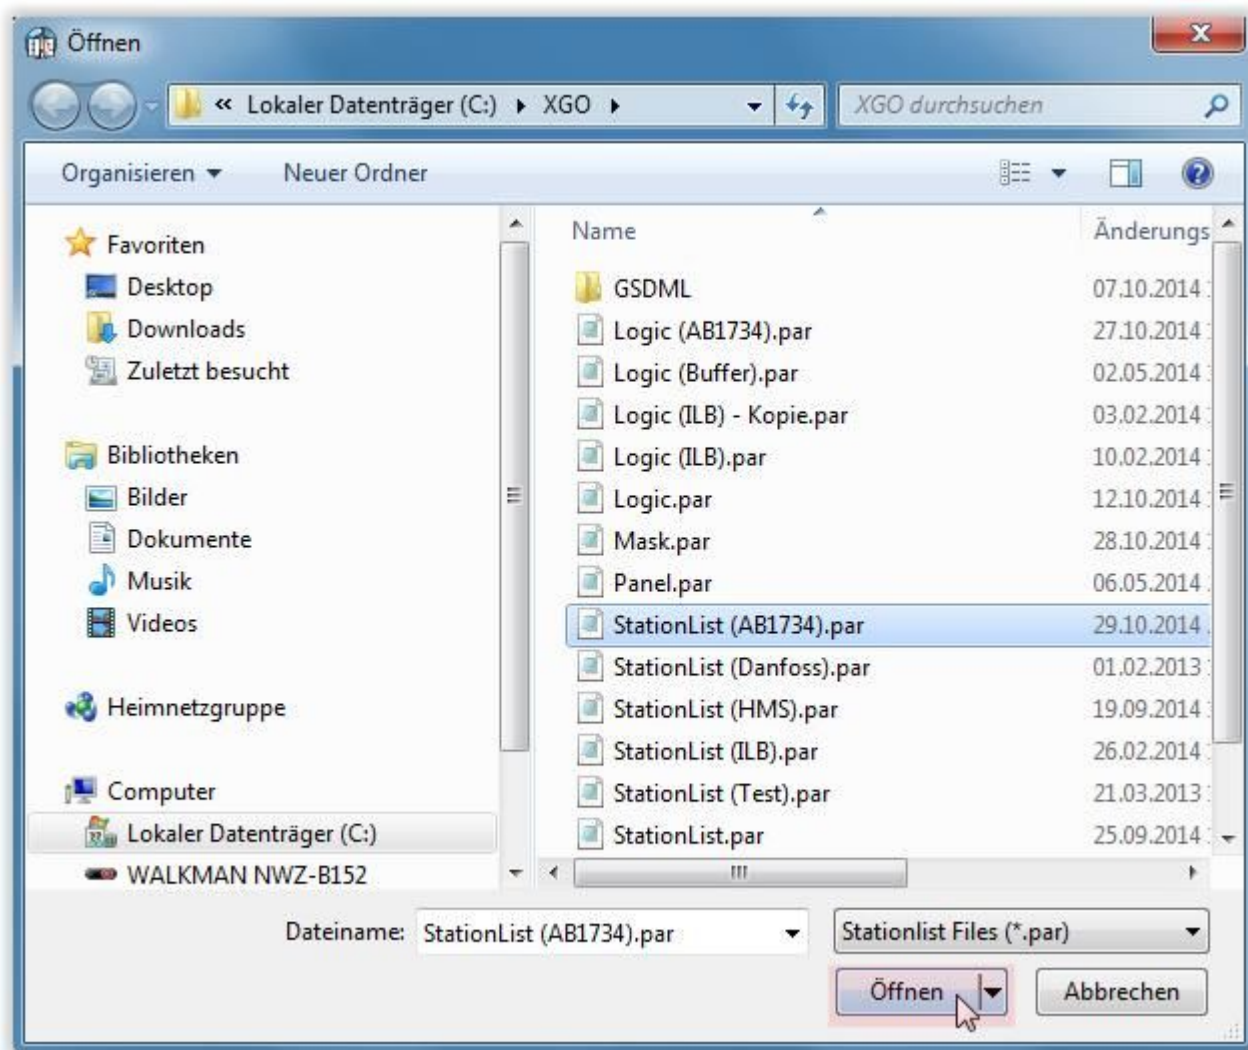 Öffnen
« Lokaler Datenträger (C:) XGO
XGO durchsuchen
Organisieren Neuer Ordner
Favoriten
Desktop
Downloads
Zuletzt besucht
Bibliotheken
Bilder
Dokumente
Musik
Videos
Heimnetzgruppe
Computer
Lokaler Datenträger (C:)
WALKMAN NWZ-B152
Name Änderungs
GSDML 07.10.2014
Logic (AB1734).par 27.10.2014
Logic (Buffer).par 02.05.2014
Logic (ILB) - Kopie.par 03.02.2014
Logic (ILB).par 10.02.2014
Logic.par 12.10.2014
Mask.par 28.10.2014
Panel.par 06.05.2014
StationList (AB1734).par 29.10.2014
StationList (Danfoss).par 01.02.2013
StationList (HMS).par 19.09.2014
StationList (ILB).par 26.02.2014
StationList (Test).par 21.03.2013
StationList.par 25.09.2014
Dateiname: StationList (AB1734).par Stationlist Files (*.par)
Öffnen Abbrechen